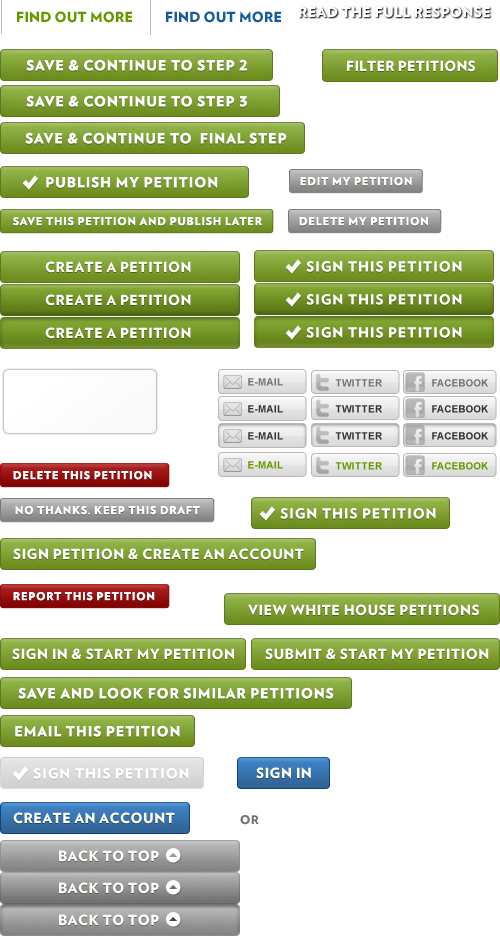 FIND OUT MORE FIND OUT MORE READ THE FULL RESPONSE
SAVE & CONTINUE TO STEP 2 FILTER PETITIONS
SAVE & CONTINUE TO STEP 3
SAVE & CONTINUE TO FINAL STEP
PUBLISH MY PETITION EDIT MY PETITION
SAVE THIS PETITION AND PUBLISH LATER DELETE MY PETITION
CREATE A PETITION SIGN THIS PETITION
CREATE A PETITION SIGN THIS PETITION
CREATE A PETITION SIGN THIS PETITION
E-MAIL TWITTER FACEBOOK
E-MAIL TWITTER FACEBOOK
E-MAIL TWITTER FACEBOOK
E-MAIL TWITTER FACEBOOK
DELETE THIS PETITION
NO THANKS. KEEP THIS DRAFT SIGN THIS PETITION
SIGN PETITION & CREATE AN ACCOUNT
REPORT THIS PETITION
VIEW WHITE HOUSE PETITIONS
SIGN IN & START MY PETITION SUBMIT & START MY PETITION
SAVE AND LOOK FOR SIMILAR PETITIONS
EMAIL THIS PETITION
SIGN THIS PETITION SIGN IN
CREATE AN ACCOUNT OR
BACK TO TOP
BACK TO TOP
BACK TO TOP